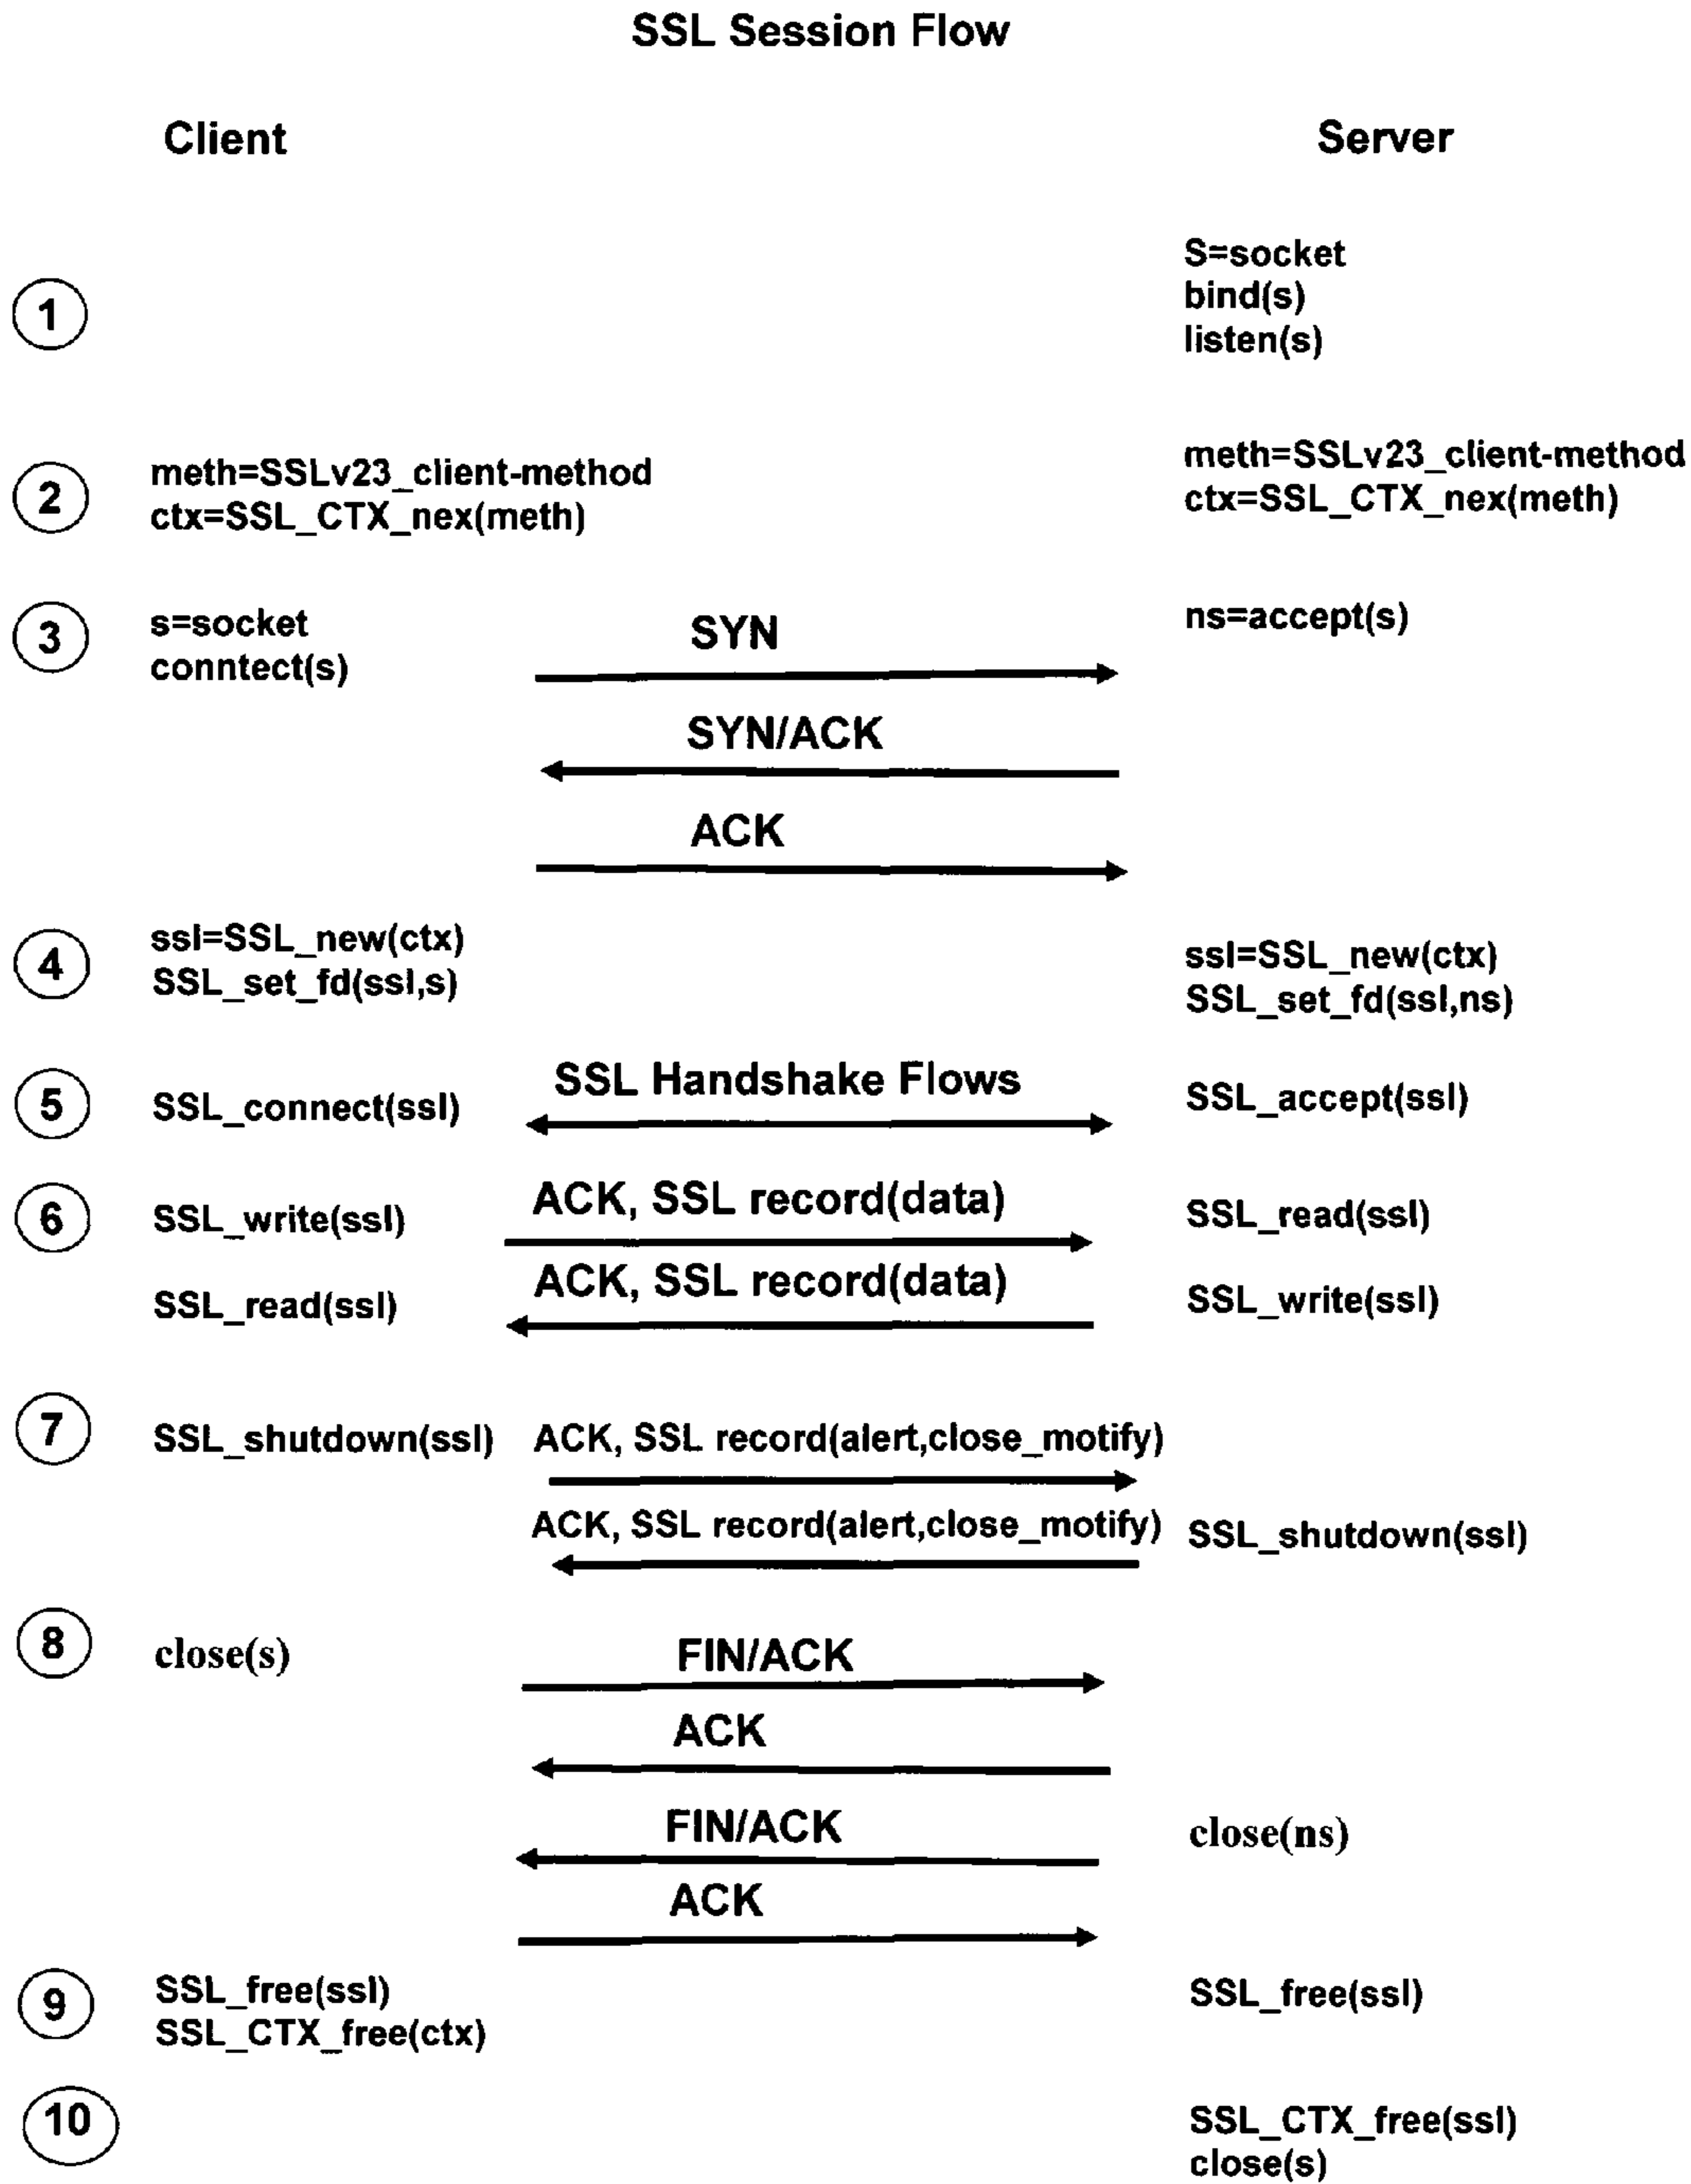 SSL Session Flow
Client
Server
1
S=socket
bind(s)
listen(s)
2
meth=SSLv23_client-method
ctx=SSL_CTX_nex(meth)
meth=SSLv23_client-method
ctx=SSL_CTX_nex(meth)
3
s=socket
conntect(s)
SYN
ns=accept(s)
SYN/ACK
ACK
4
ssl=SSL_new(ctx)
SSL_set_fd(ssl,s)
ssl=SSL_new(ctx)
SSL_set_fd(ssl,ns)
5
SSL_connect(ssl)
SSL Handshake Flows
SSL_accept(ssl)
6
SSL_write(ssl)
ACK, SSL record(data)
SSL_read(ssl)
SSL_read(ssl)
ACK, SSL record(data)
SSL_write(ssl)
7
SSL_shutdown(ssl)
ACK, SSL record(alert,close_motify)
ACK, SSL record(alert,close_motify)
SSL_shutdown(ssl)
8
close(s)
FIN/ACK
ACK
FIN/ACK
close(ns)
ACK
9
SSL_free(ssl)
SSL_CTX_free(ctx)
SSL_free(ssl)
10
SSL_CTX_free(ssl)
close(s)